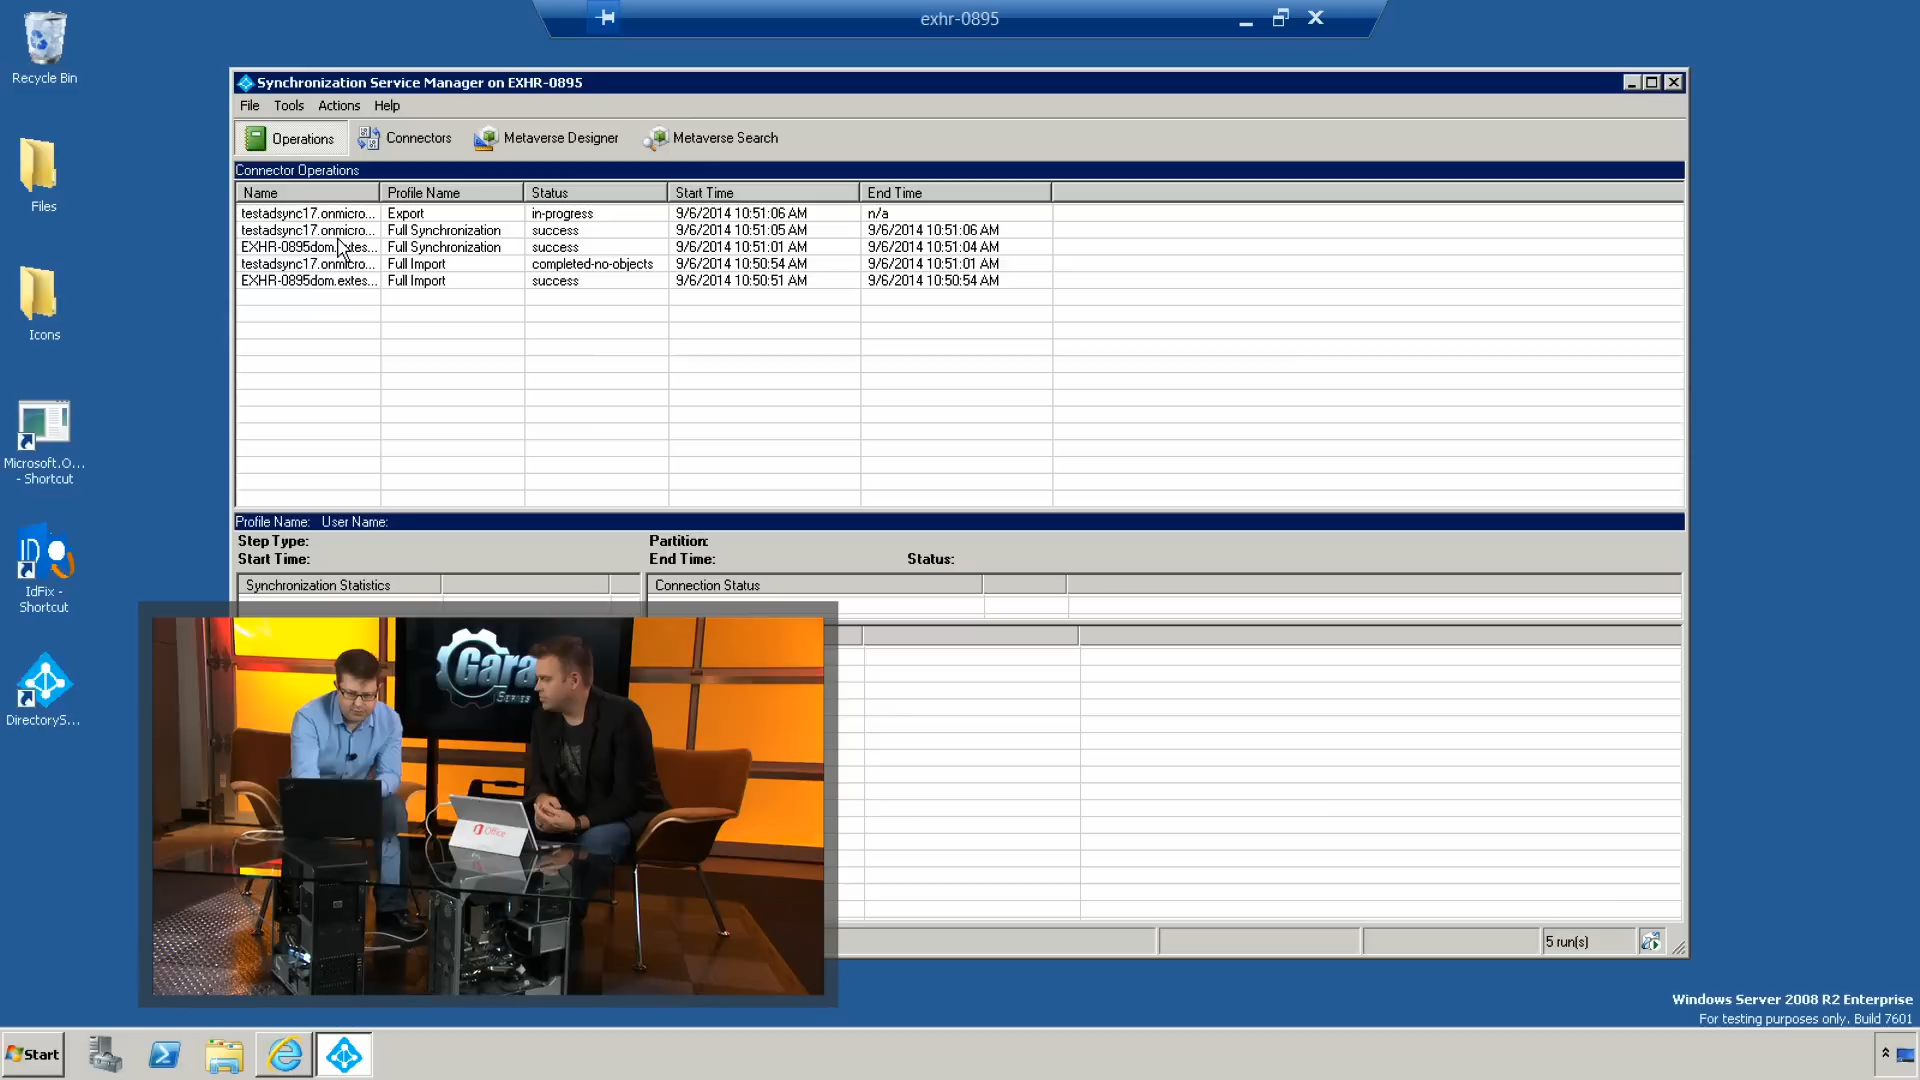 exhr-0895
Recycle Bin
Files
Icons
Microsoft.O...
- Shortcut
IdFix -
Shortcut
DirectoryS...
Synchronization Service Manager on EXHR-0895
File Tools Actions Help
Operations Connectors Metaverse Designer Metaverse Search
Connector Operations
Name Profile Name Status Start Time End Time
testadsync17.onmicro... Export in-progress 9/6/2014 10:51:06 AM n/a
testadsync17.onmicro... Full Synchronization success 9/6/2014 10:51:05 AM 9/6/2014 10:51:06 AM
EXHR-0895dom.extes... Full Synchronization success 9/6/2014 10:51:01 AM 9/6/2014 10:51:04 AM
testadsync17.onmicro... Full Import completed-no-objects 9/6/2014 10:50:54 AM 9/6/2014 10:51:01 AM
EXHR-0895dom.extes... Full Import success 9/6/2014 10:50:51 AM 9/6/2014 10:50:54 AM
Profile Name: User Name:
Step Type: Partition:
Start Time: End Time: Status:
Synchronization Statistics Connection Status
Gara
Series
Office
5 run(s)
Windows Server 2008 R2 Enterprise
For testing purposes only. Build 7601
Start